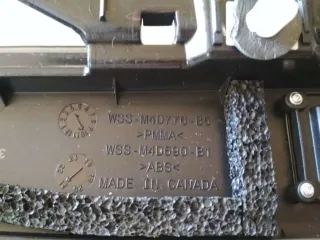 WSS-M4D776-B6
>PMMA<
WSS-M4D690-B1
>ABS<
MADE IN CANADA